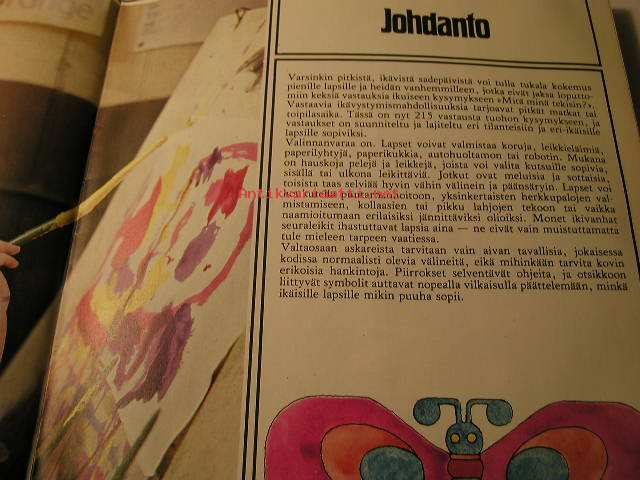 Johdanto
Varsinkin pitkistä, ikävistä sadepäivistä voi tulla tukala kokemus
pienille lapsille ja heidän vanhemmilleen, jotka eivät jaksa loputto-
miin keksiä vastauksia ikuiseen kysymykseen »Mitä minä tekisin?».
Vastaavia ikävystymismahdollisuuksia tarjoavat pitkät matkat tai
toipilasaika. Tässä on nyt 215 vastausta tuohon kysymykseen, ja
vastaukset on suunniteltu ja lajiteltu eri tilanteisiin ja eri-ikäisille
lapsille sopiviksi.
Valinnanvaraa on. Lapset voivat valmistaa koruja, leikkieläimiä,
paperilyhtyjä, paperikukkia, autohuoltamon tai robotin. Mukana
on hauskoja pelejä ja leikkejä, joista voi valita kutsuille sopivia,
sisällä tai ulkona leikittäviä. Jotkut ovat meluisia ja sottaisia,
toisista taas selviää hyvin vähin välinein ja päänsäryin. Lapset voi
Antikvariaatti.net
puutarhanhoitoon, yksinkertaisten herkkupalojen val-
mistamiseen, kollaasien tai pikku lahjojen tekoon tai vaikka
naamioitumaan erilaisiksi jännittäviksi olioiksi. Monet ikivanhat
seuraleikit ihastuttavat lapsia aina — ne eivät vain muistuttamatta
tule mieleen tarpeen vaatiessa.
Valtaosaan askareista tarvitaan vain aivan tavallisia, jokaisessa
kodissa normaalisti olevia välineitä, eikä mihinkään tarvita kovin
erikoisia hankintoja. Piirrokset selventävät ohjeita, ja otsikkoon
liittyvät symbolit auttavat nopealla vilkaisulla päättelemään, minkä
ikäisille lapsille mikin puuha sopii.